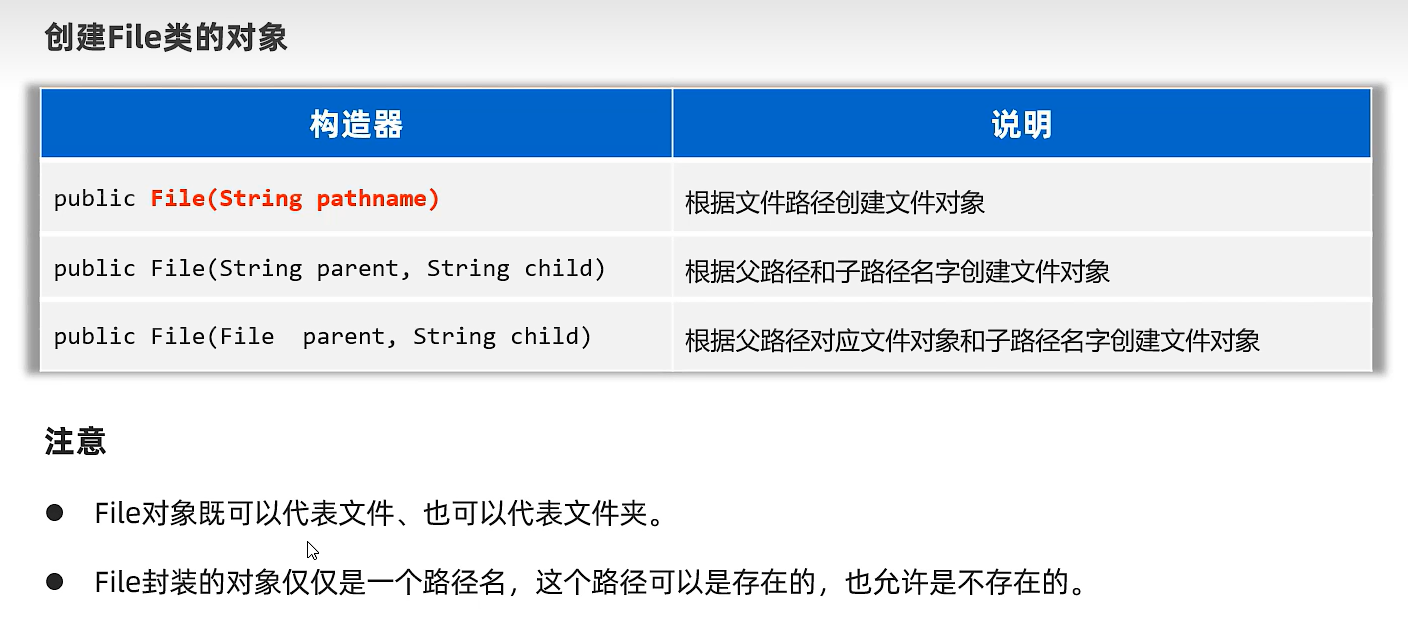 创建File类的对象
构造器 说明
public File(String pathname) 根据文件路径创建文件对象
public File(String parent, String child) 根据父路径和子路径名字创建文件对象
public File(File  parent, String child) 根据父路径对应文件对象和子路径名字创建文件对象
注意
● File对象既可以代表文件、也可以代表文件夹。
● File封装的对象仅仅是一个路径名，这个路径可以是存在的，也允许是不存在的。